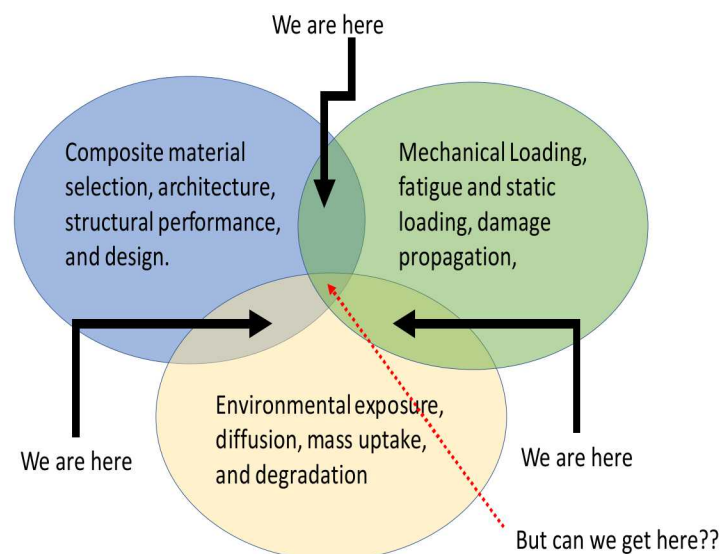 We are here
Composite material
selection, architecture,
structural performance,
and design.
Mechanical Loading,
fatigue and static
loading, damage
propagation,
Environmental exposure,
diffusion, mass uptake,
and degradation
We are here
We are here
But can we get here??